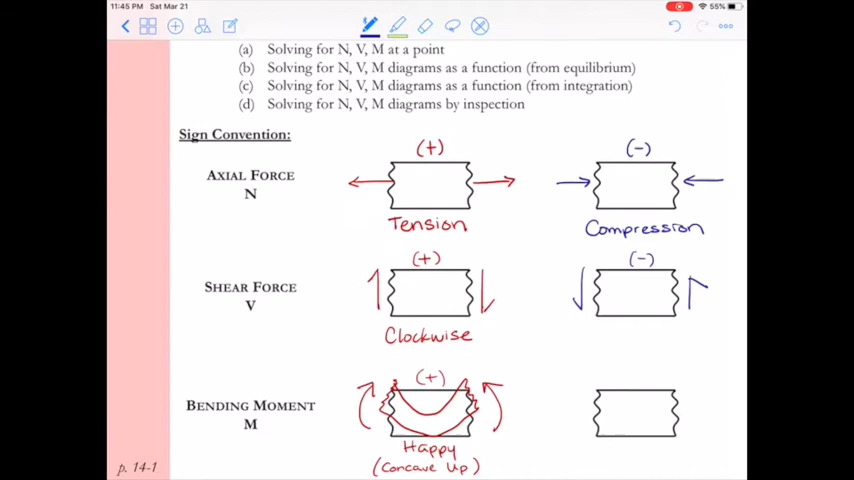 11:45 PM Sat Mar 21
55%
(a) Solving for N, V, M at a point
(b) Solving for N, V, M diagrams as a function (from equilibrium)
(c) Solving for N, V, M diagrams as a function (from integration)
(d) Solving for N, V, M diagrams by inspection
Sign Convention:
(+) (-)
AXIAL FORCE
N
Tension Compression
(+) (-)
SHEAR FORCE
V
Clockwise
(+)
BENDING MOMENT
M
Happy
(Concave Up)
p. 14-1